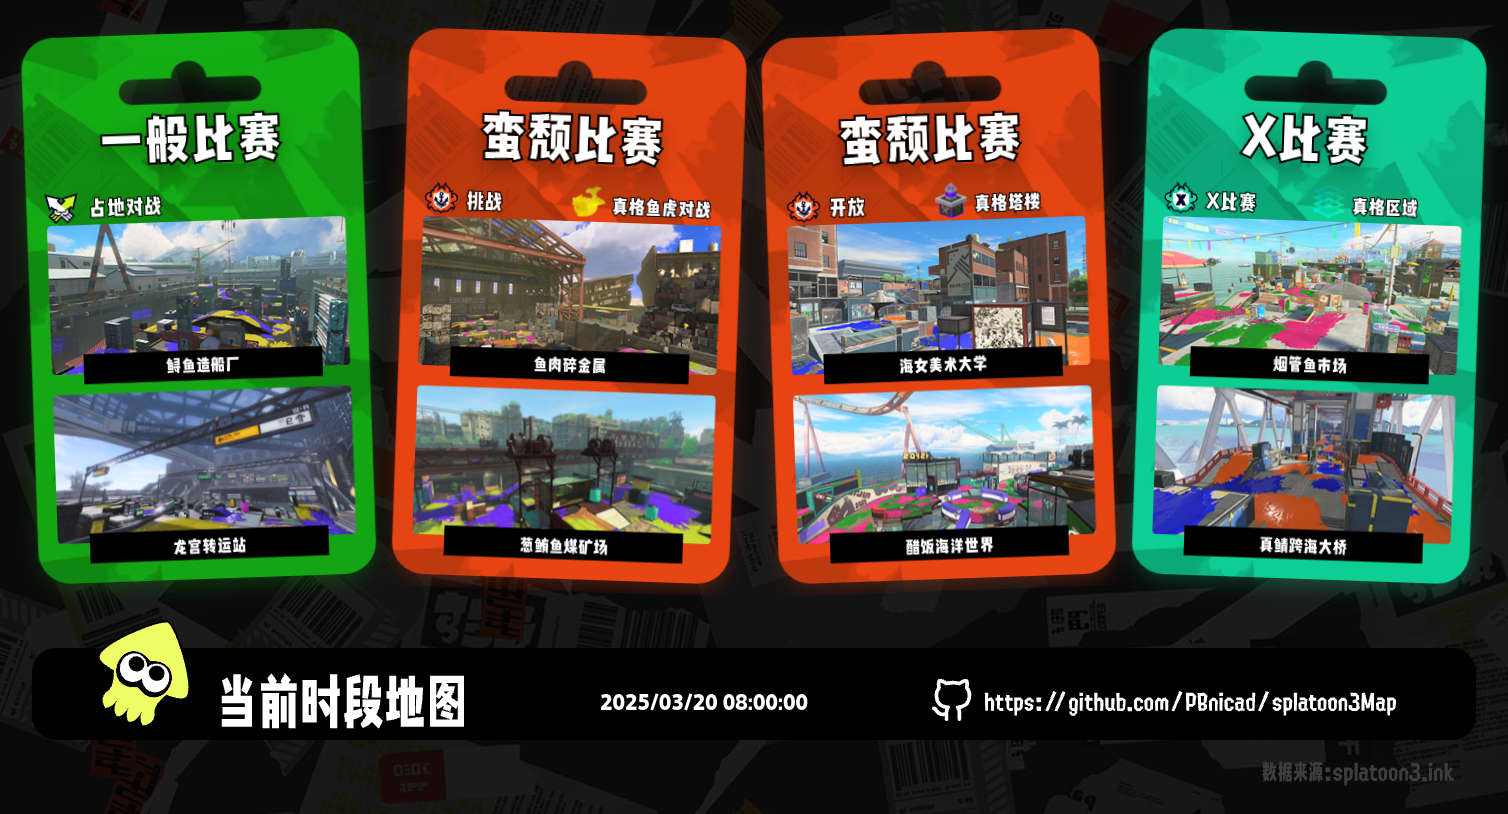 一般比赛
占地对战
鲟鱼造船厂
龙宫转运站
蛮颓比赛
挑战
真格鱼虎对战
鱼肉碎金属
葱鲔鱼煤矿场
蛮颓比赛
开放
真格塔楼
海女美术大学
醋饭海洋世界
X比赛
X比赛
真格区域
烟管鱼市场
真鲭跨海大桥
当前时段地图
2025/03/20 08:00:00
https://github.com/PBnicad/splatoon3Map
数据来源:splatoon3.ink